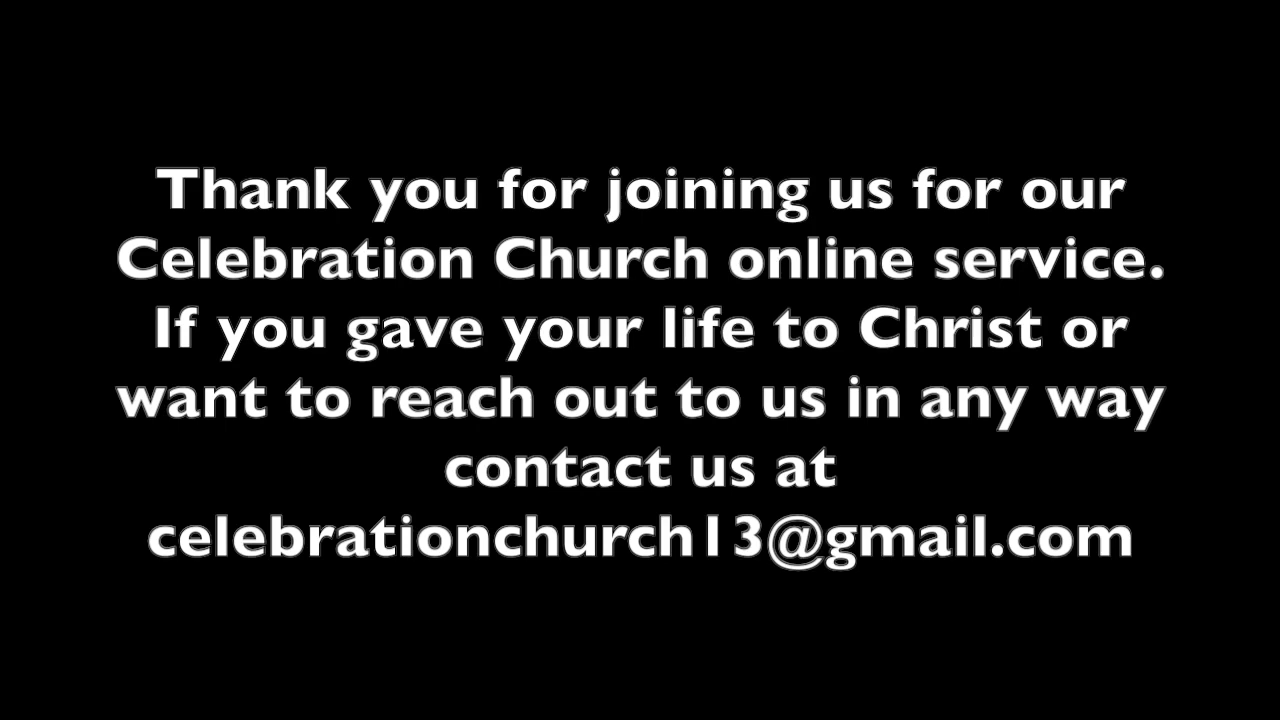 Thank you for joining us for our
Celebration Church online service.
If you gave your life to Christ or
want to reach out to us in any way
contact us at
celebrationchurch13@gmail.com